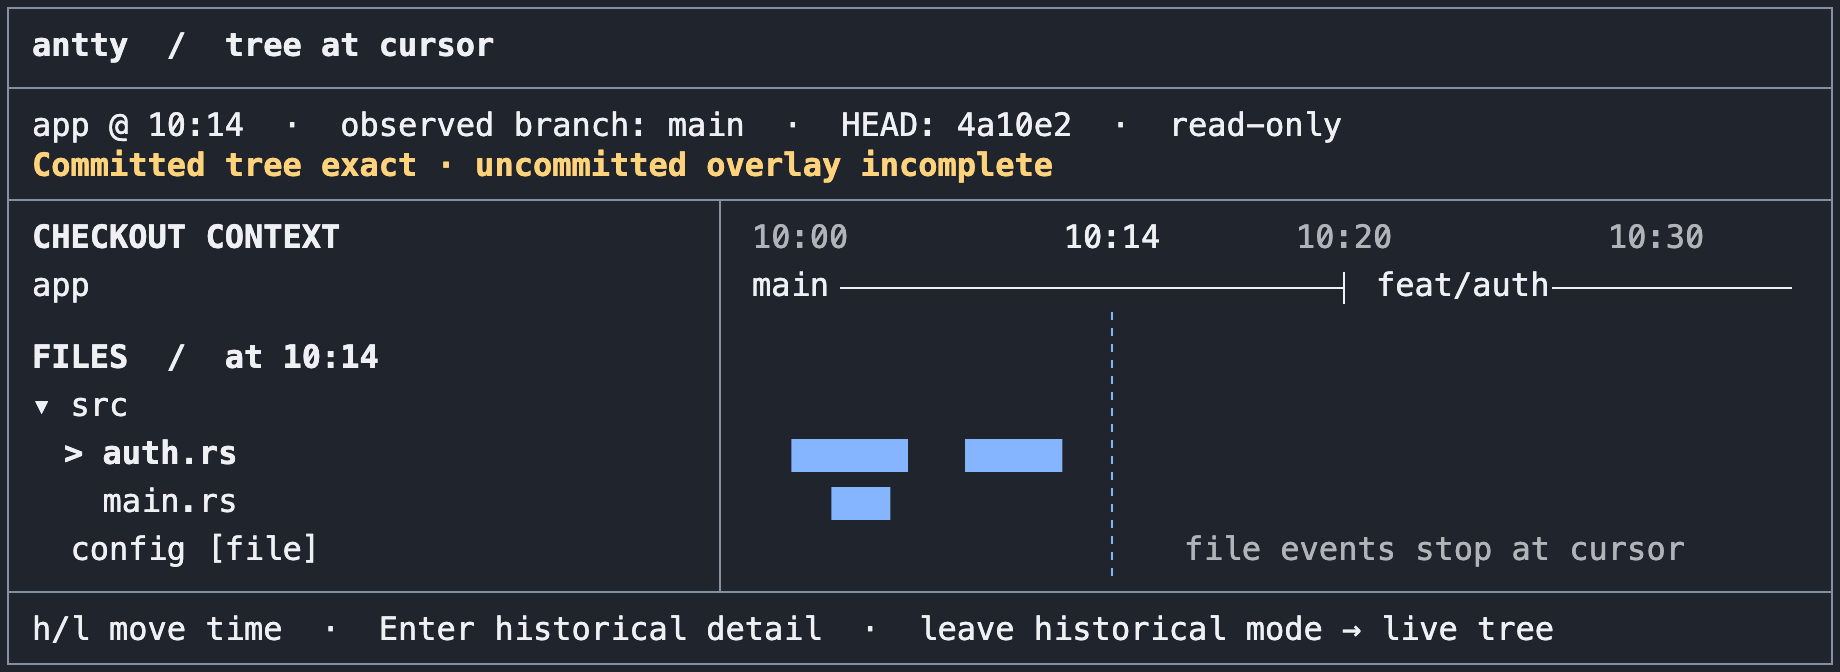 antty / tree at cursor
app @ 10:14 · observed branch: main · HEAD: 4a10e2 · read-only
Committed tree exact · uncommitted overlay incomplete
CHECKOUT CONTEXT
app
FILES / at 10:14
▾ src
> auth.rs
main.rs
config [file]
10:00 10:14 10:20 10:30
main feat/auth
file events stop at cursor
h/l move time · Enter historical detail · leave historical mode → live tree